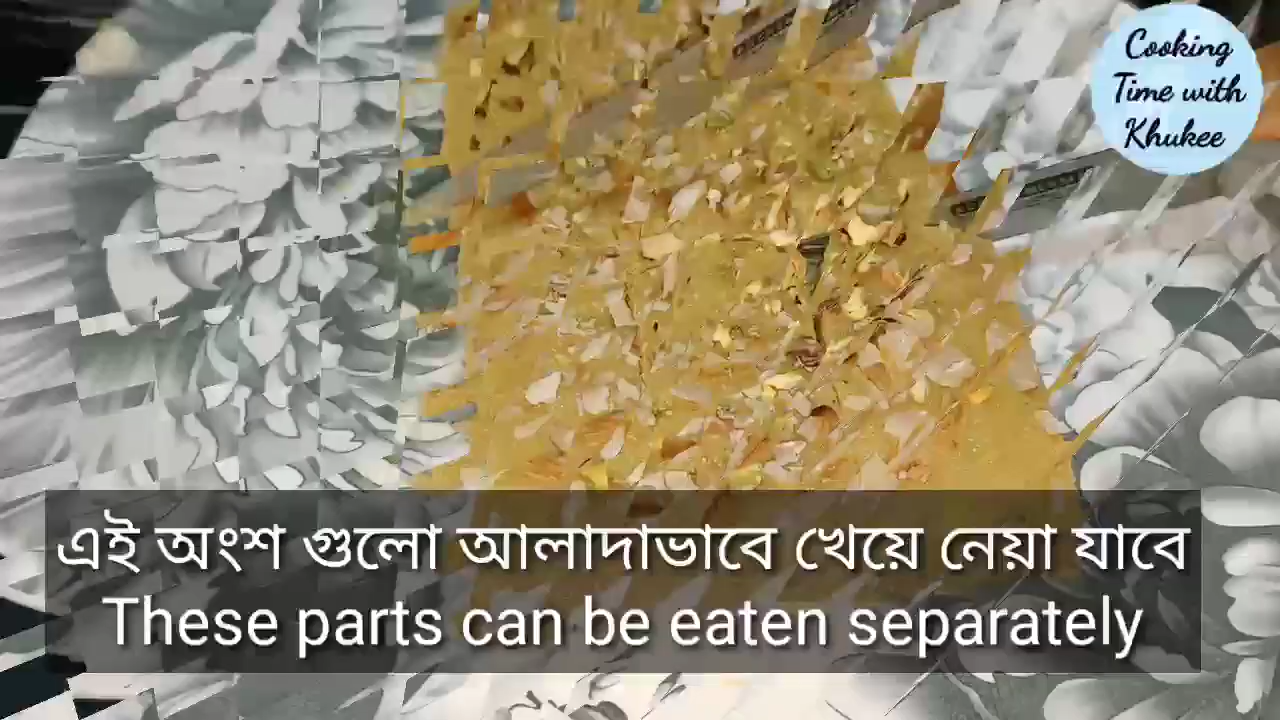 Cooking
Time with
Khukee
এই অংশ গুলো আলাদাভাবে খেয়ে নেয়া যাবে
These parts can be eaten separately